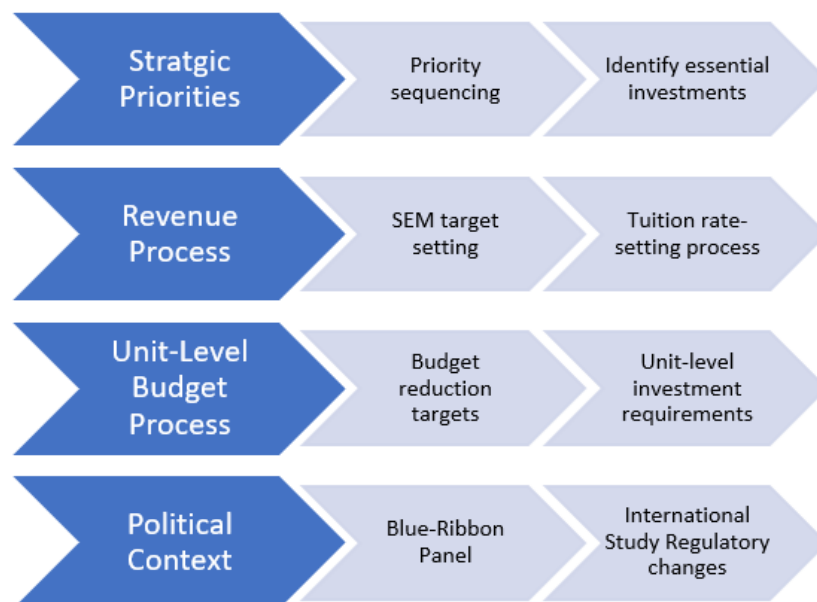 Stratgic
Priorities
Priority
sequencing
Identify essential
investments
Revenue
Process
SEM target
setting
Tuition rate-
setting process
Unit-Level
Budget
Process
Budget
reduction
targets
Unit-level
investment
requirements
Political
Context
Blue-Ribbon
Panel
International
Study Regulatory
changes